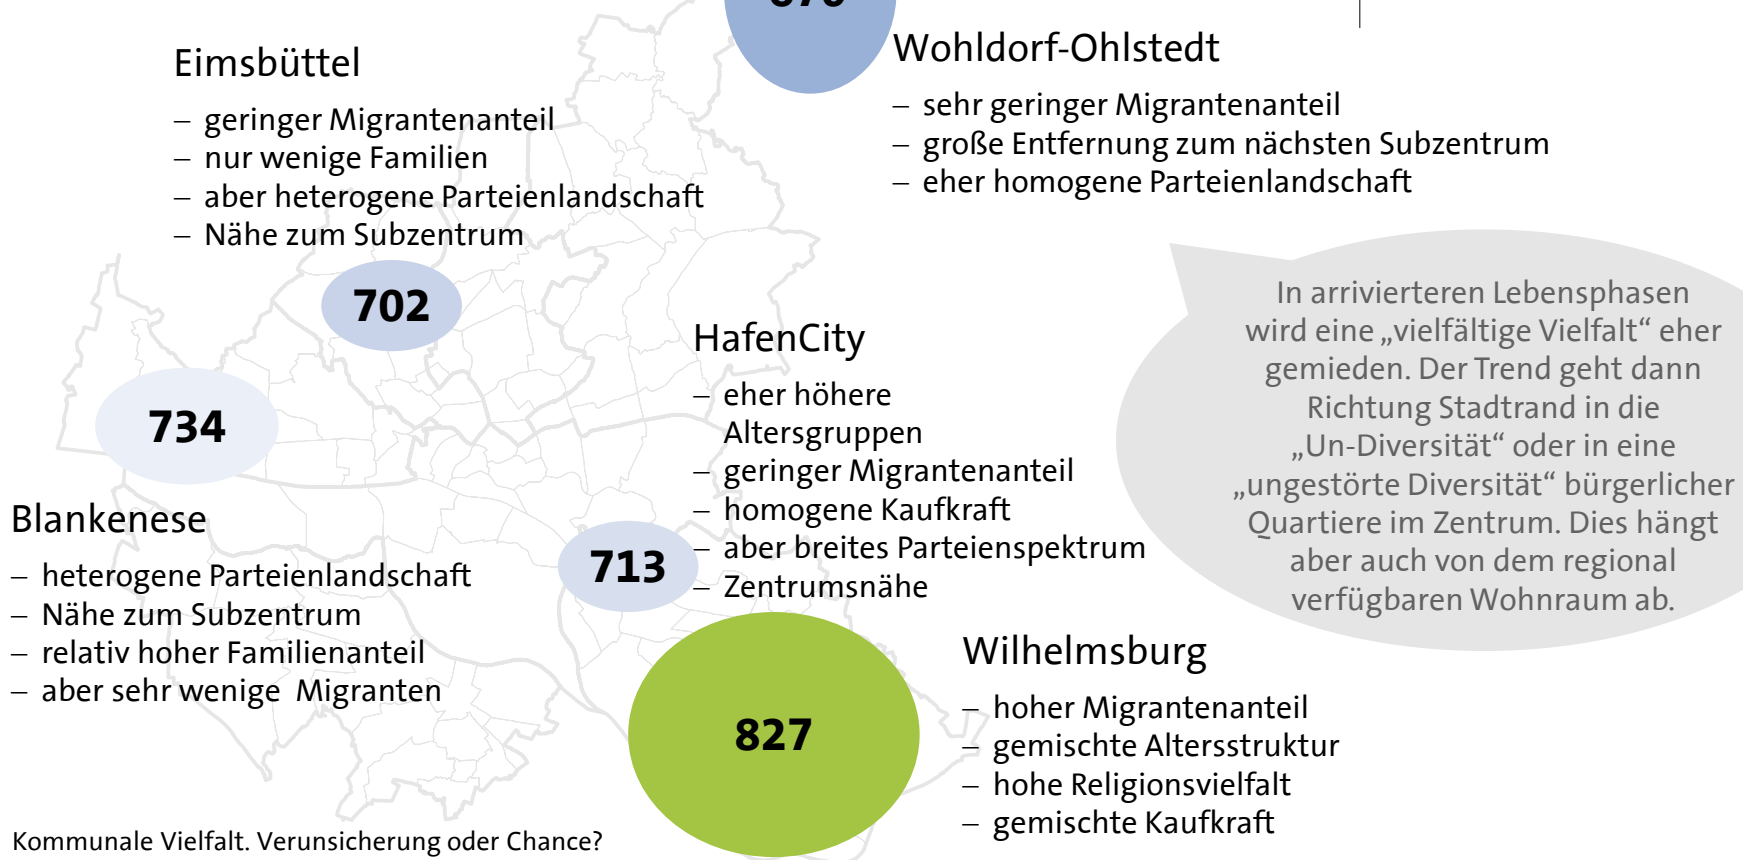 Eimsbüttel
– geringer Migrantenanteil
– nur wenige Familien
– aber heterogene Parteienlandschaft
– Nähe zum Subzentrum
Wohldorf-Ohlstedt
– sehr geringer Migrantenanteil
– große Entfernung zum nächsten Subzentrum
– eher homogene Parteienlandschaft
702
734
Blankenese
– heterogene Parteienlandschaft
– Nähe zum Subzentrum
– relativ hoher Familienanteil
– aber sehr wenige Migranten
HafenCity
– eher höhere
Altersgruppen
– geringer Migrantenanteil
– homogene Kaufkraft
– aber breites Parteienspektrum
– Zentrumsnähe
713
In arrivierteren Lebensphasen
wird eine „vielfältige Vielfalt“ eher
gemieden. Der Trend geht dann
Richtung Stadtrand in die
„Un-Diversität“ oder in eine
„ungestörte Diversität“ bürgerlicher
Quartiere im Zentrum. Dies hängt
aber auch von dem regional
verfügbaren Wohnraum ab.
827
Wilhelmsburg
– hoher Migrantenanteil
– gemischte Altersstruktur
– hohe Religionsvielfalt
– gemischte Kaufkraft
Kommunale Vielfalt. Verunsicherung oder Chance?